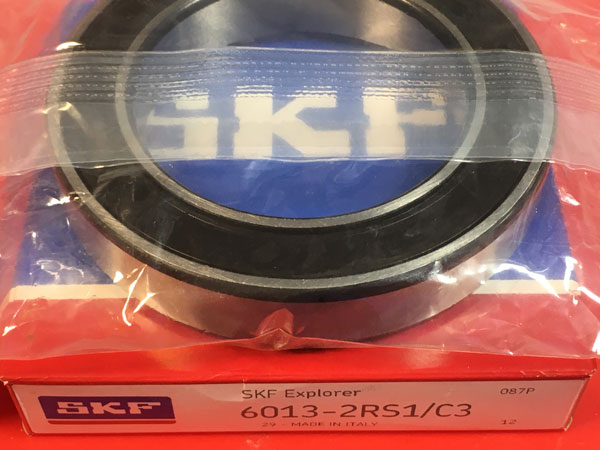 SKF
SKF
SKF Explorer
087P
6013-2RS1/C3
29 - MADE IN ITALY
12